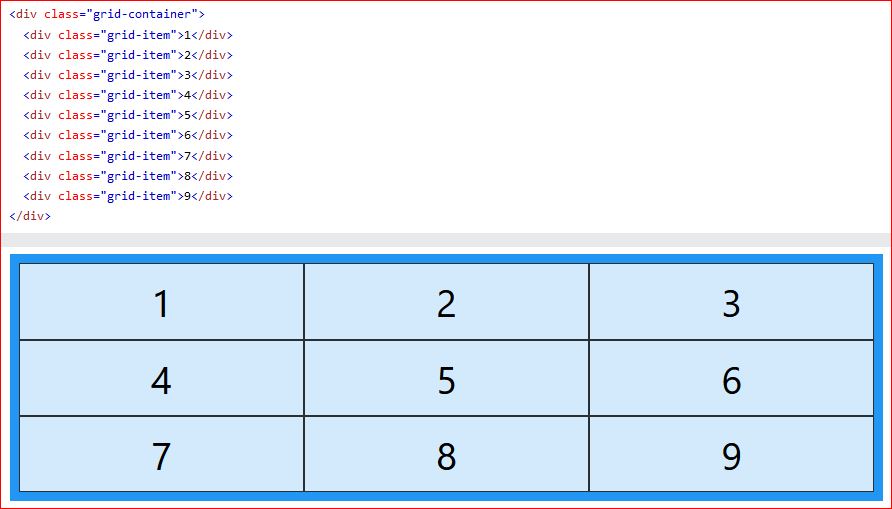 <div class="grid-container">
<div class="grid-item">1</div>
<div class="grid-item">2</div>
<div class="grid-item">3</div>
<div class="grid-item">4</div>
<div class="grid-item">5</div>
<div class="grid-item">6</div>
<div class="grid-item">7</div>
<div class="grid-item">8</div>
<div class="grid-item">9</div>
</div>
1 2 3
4 5 6
7 8 9